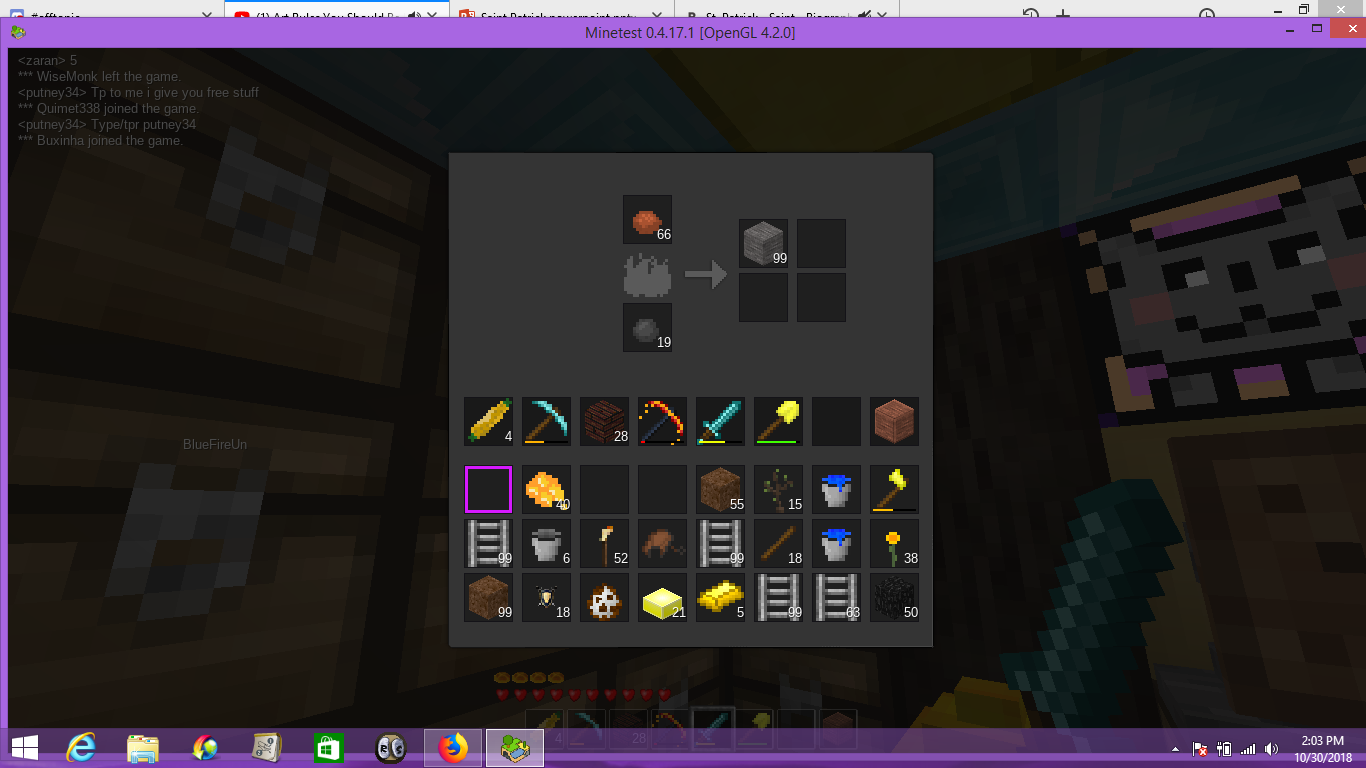 (1) Art Rules You Should
Saint Patrick powerpoint.pptx
St. Patrick - Saint - Biography
Minetest 0.4.17.1 [OpenGL 4.2.0]
<zaran> 5
*** WiseMonk left the game.
<putney34> Tp to me i give you free stuff
*** Quimet338 joined the game.
<putney34> Type/tpr putney34
*** Buxinha joined the game.
66
99
19
4
28
BlueFireUn
40
55
15
99
6
52
99
18
38
99
18
21
5
99
63
50
4
28
2:03 PM
10/30/2018